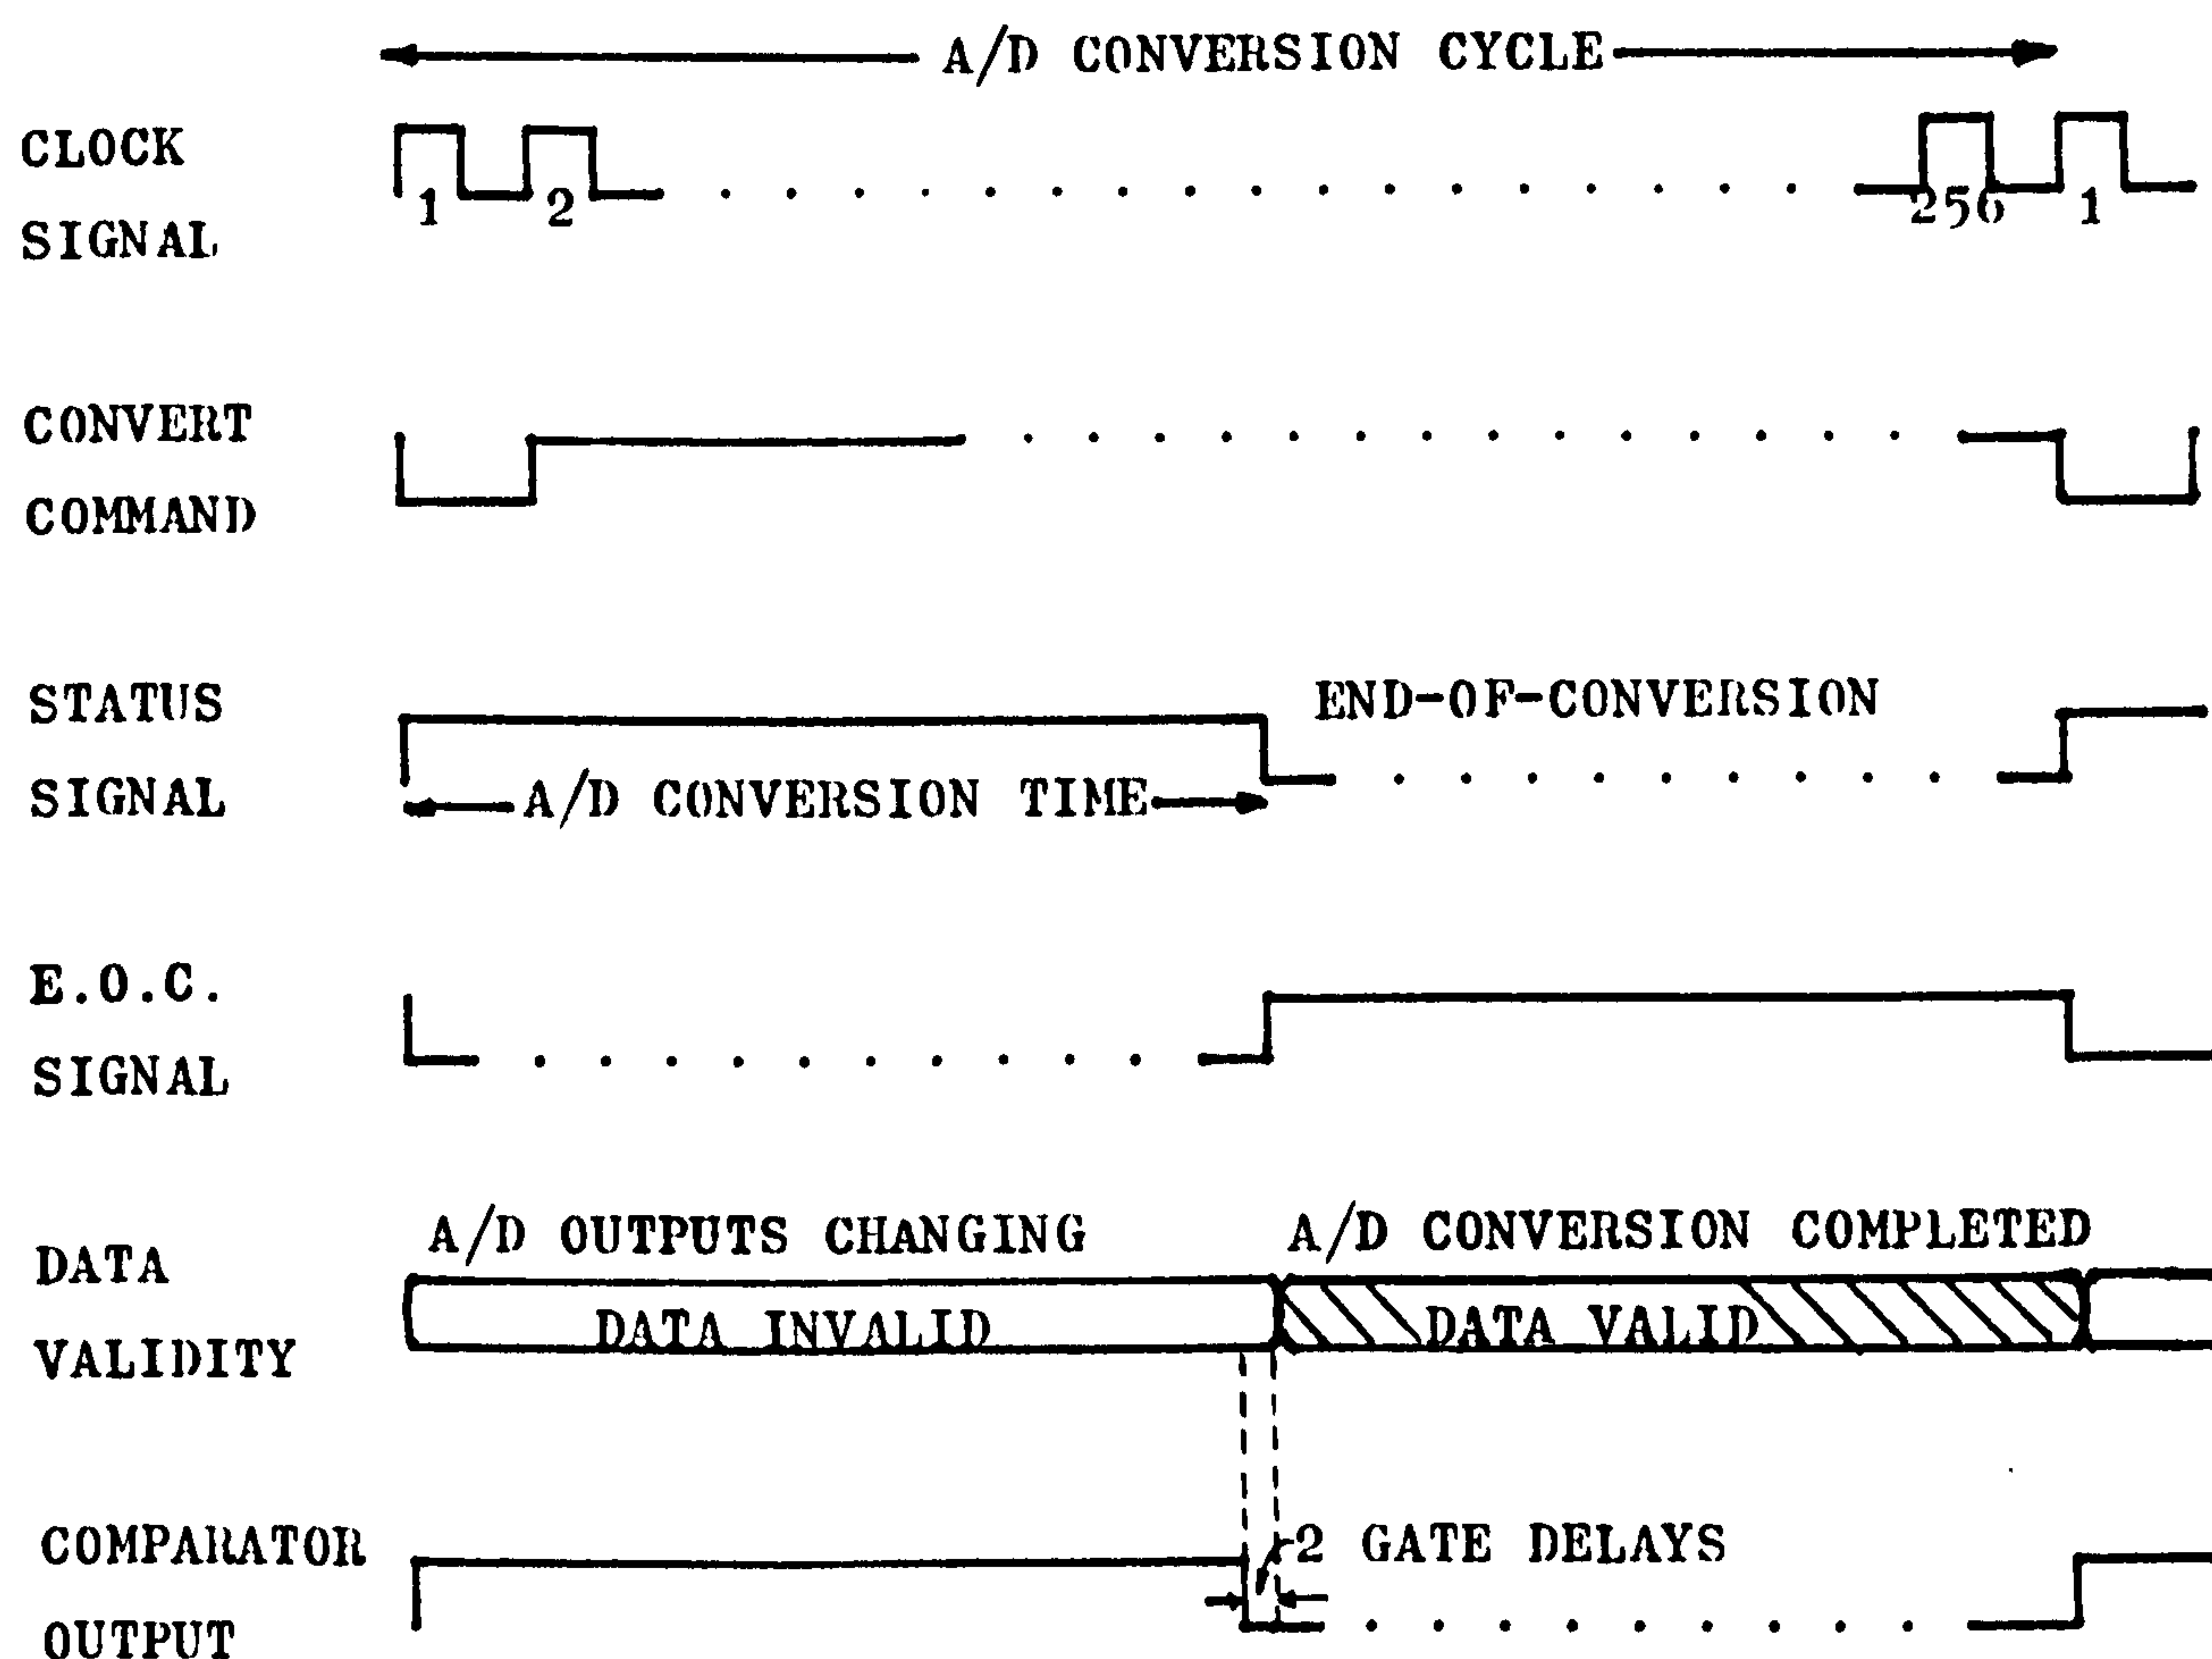 A/D CONVERSION CYCLE
CLOCK
SIGNAL
1 2 256 1
CONVERT
COMMAND
STATUS
SIGNAL
END-OF-CONVERSION
A/D CONVERSION TIME
E.O.C.
SIGNAL
A/D OUTPUTS CHANGING
A/D CONVERSION COMPLETED
DATA
VALIDITY
DATA INVALID
DATA VALID
COMPARATOR
OUTPUT
2 GATE DELAYS